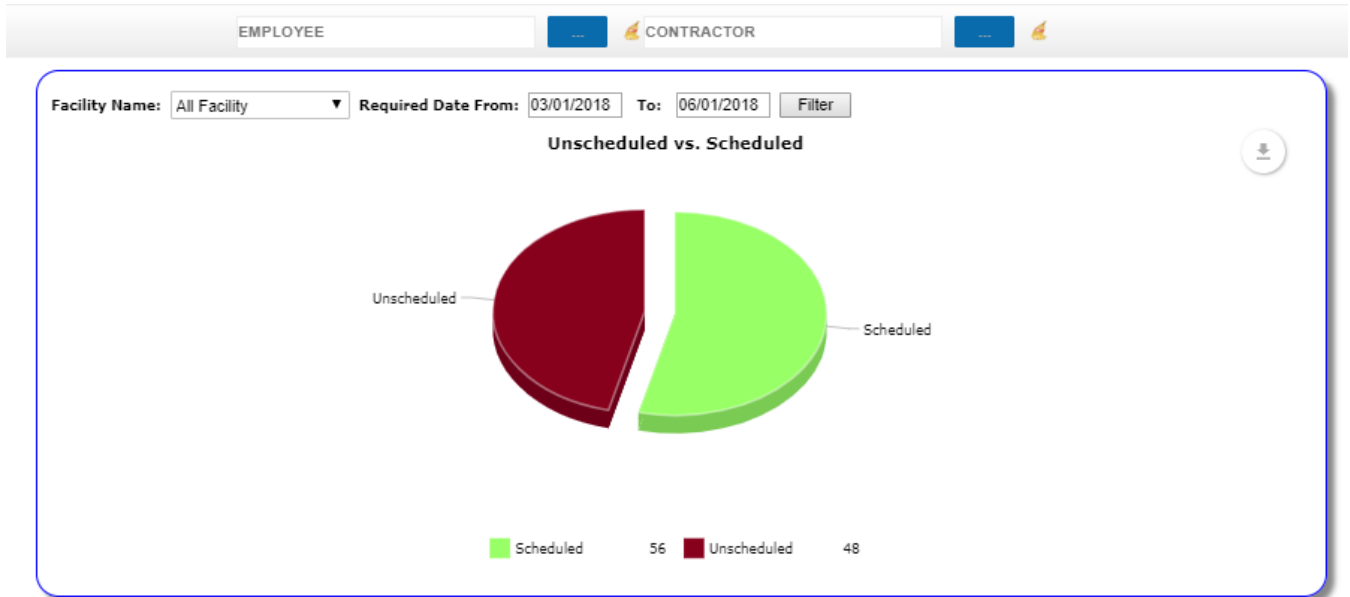 EMPLOYEE ... CONTRACTOR ...
Facility Name: All Facility Required Date From: 03/01/2018 To: 06/01/2018 Filter
Unscheduled vs. Scheduled
Unscheduled
Scheduled
Scheduled 56 Unscheduled 48